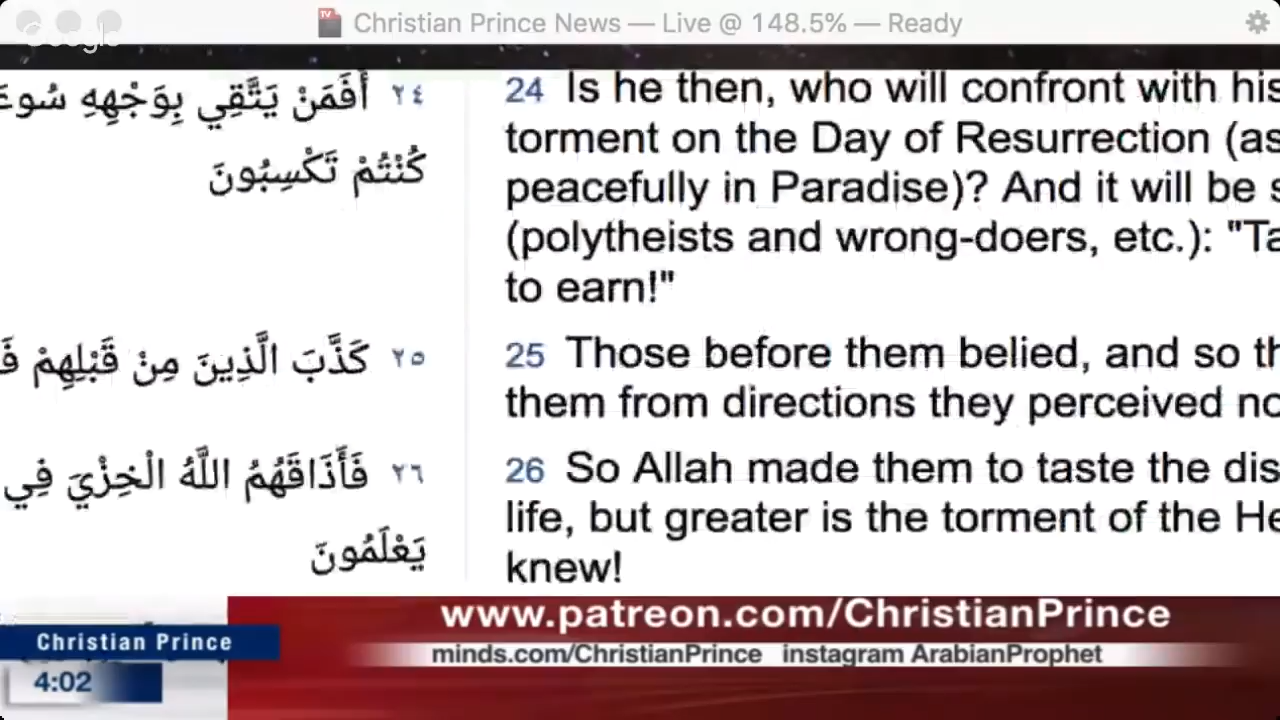 Christian Prince News — Live @ 148.5% — Ready
Google
٢٤ أَفَمَنْ يَتَّقِي بِوَجْهِهِ
كُنْتُمْ تَكْسِبُونَ
24 Is he then, who will confront with his
torment on the Day of Resurrection (as
peacefully in Paradise)? And it will be s
(polytheists and wrong-doers, etc.): "Ta
to earn!"
٢٥ كَذَّبَ الَّذِينَ مِنْ قَبْلِهِمْ
25 Those before them belied, and so th
them from directions they perceived no
٢٦ فَأَذَاقَهُمُ اللَّهُ الْخِزْيَ فِي
يَعْلَمُونَ
26 So Allah made them to taste the dis
life, but greater is the torment of the He
knew!
www.patreon.com/ChristianPrince
Christian Prince
minds.com/ChristianPrince instagram ArabianProphet
4:02